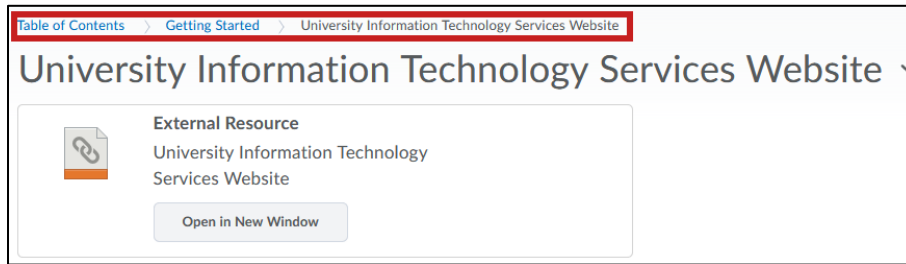 Table of Contents > Getting Started > University Information Technology Services Website
University Information Technology Services Website
External Resource
University Information Technology
Services Website
Open in New Window